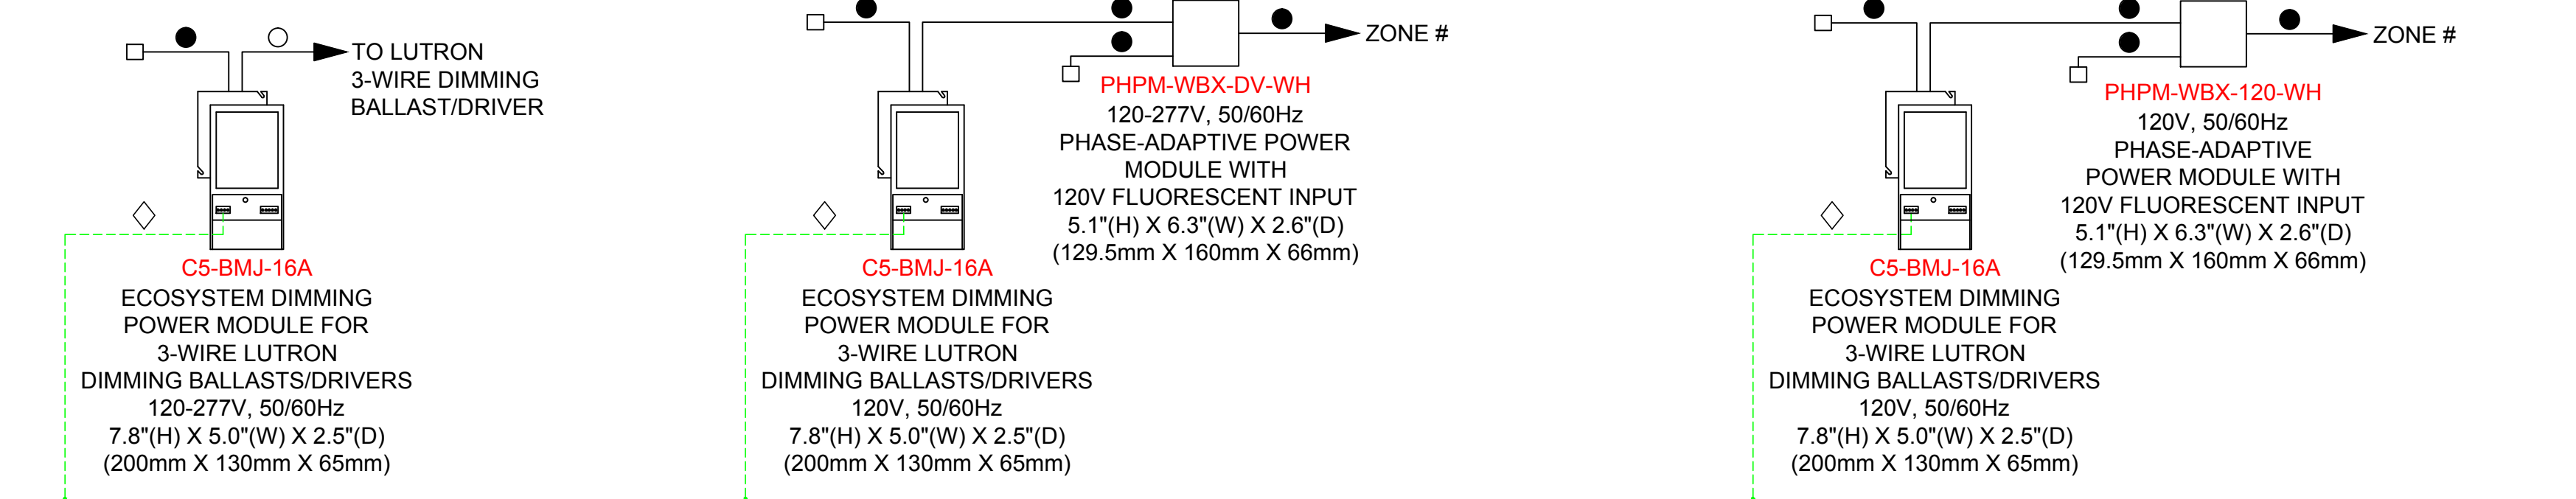 TO LUTRON
3-WIRE DIMMING
BALLAST/DRIVER
C5-BMJ-16A
ECOSYSTEM DIMMING
POWER MODULE FOR
3-WIRE LUTRON
DIMMING BALLASTS/DRIVERS
120-277V, 50/60Hz
7.8"(H) X 5.0"(W) X 2.5"(D)
(200mm X 130mm X 65mm)
ZONE #
PHPM-WBX-DV-WH
120-277V, 50/60Hz
PHASE-ADAPTIVE POWER
MODULE WITH
120V FLUORESCENT INPUT
5.1"(H) X 6.3"(W) X 2.6"(D)
(129.5mm X 160mm X 66mm)
C5-BMJ-16A
ECOSYSTEM DIMMING
POWER MODULE FOR
3-WIRE LUTRON
DIMMING BALLASTS/DRIVERS
120V, 50/60Hz
7.8"(H) X 5.0"(W) X 2.5"(D)
(200mm X 130mm X 65mm)
ZONE #
PHPM-WBX-120-WH
120V, 50/60Hz
PHASE-ADAPTIVE
POWER MODULE WITH
120V FLUORESCENT INPUT
5.1"(H) X 6.3"(W) X 2.6"(D)
(129.5mm X 160mm X 66mm)
C5-BMJ-16A
ECOSYSTEM DIMMING
POWER MODULE FOR
3-WIRE LUTRON
DIMMING BALLASTS/DRIVERS
120V, 50/60Hz
7.8"(H) X 5.0"(W) X 2.5"(D)
(200mm X 130mm X 65mm)